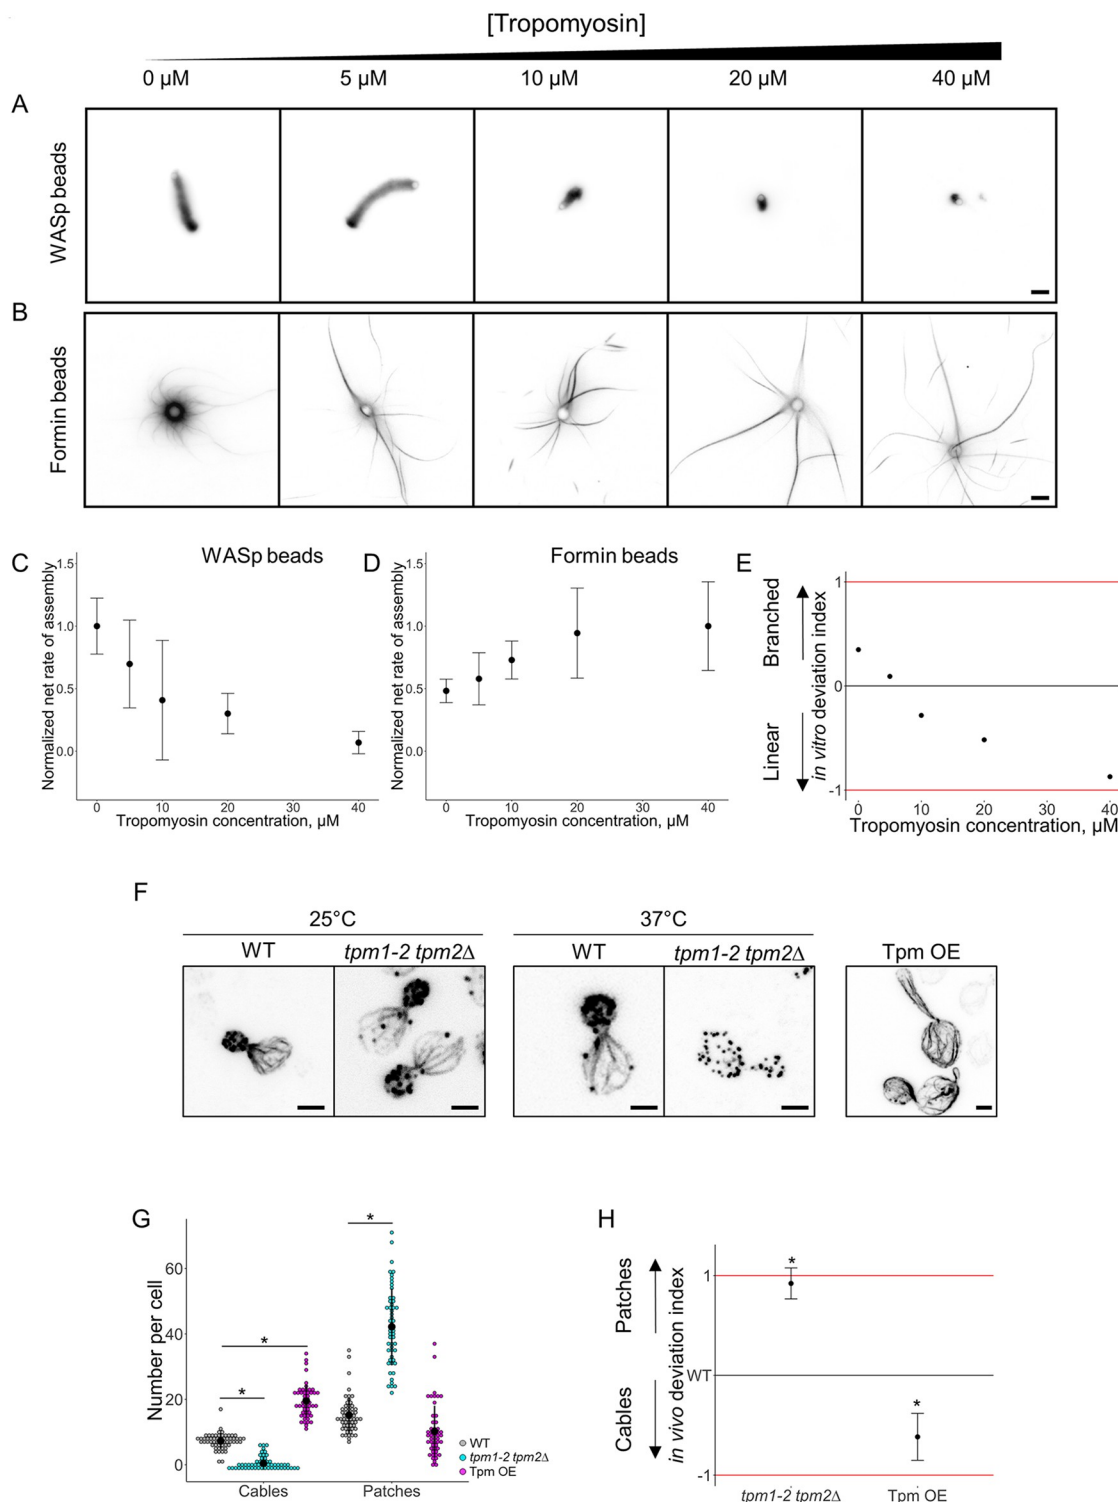 [Tropomyosin]
0 µM 5 µM 10 µM 20 µM 40 µM
A
WASp beads
B
Formin beads
C
WASp beads
Normalized net rate of assembly
1.5
1.0
0.5
0.0
0 10 20 30 40
Tropomyosin concentration, µM
D
Formin beads
Normalized net rate of assembly
1.5
1.0
0.5
0.0
0 10 20 30 40
Tropomyosin concentration, µM
E
Branched
Linear
in vitro deviation index
1
0
-1
0 10 20 30 40
Tropomyosin concentration, µM
F
25°C 37°C
WT tpm1-2 tpm2Δ WT tpm1-2 tpm2Δ Tpm OE
G
Number per cell
60
40
20
0
* * *
WT
tpm1-2 tpm2Δ
Tpm OE
Cables Patches
H
Patches
Cables
in vivo deviation index
1
WT
-1
* *
tpm1-2 tpm2Δ Tpm OE